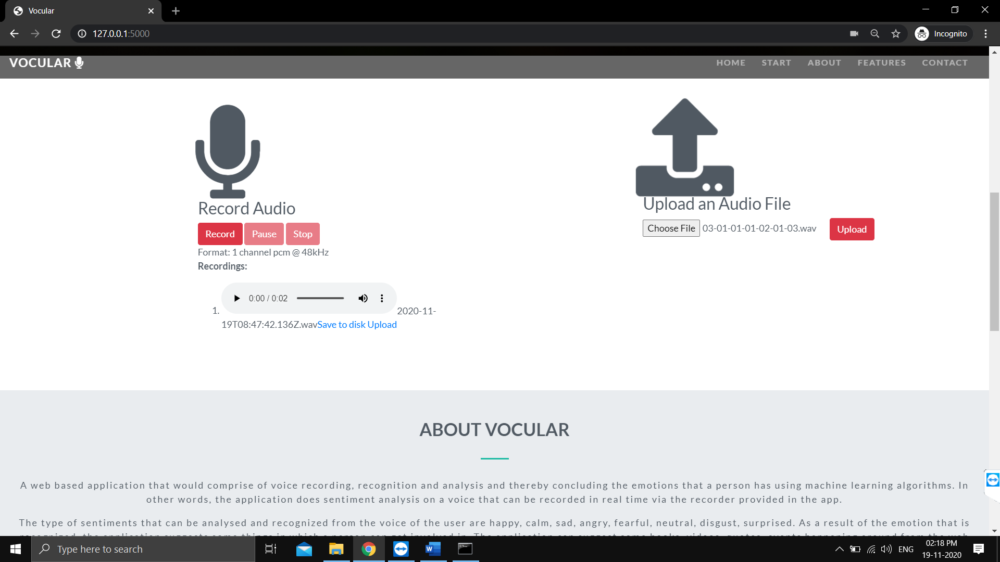 Vocular
127.0.0.1:5000
Incognito
VOCULAR
HOME START ABOUT FEATURES CONTACT
Record Audio
Record Pause Stop
Format: 1 channel pcm @ 48kHz
Recordings:
0:00 / 0:02
1. 2020-11-
19T08:47:42.136Z.wavSave to disk Upload
Upload an Audio File
Choose File 03-01-01-01-02-01-03.wav Upload
ABOUT VOCULAR
A web based application that would comprise of voice recording, recognition and analysis and thereby concluding the emotions that a person has using machine learning algorithms. In
other words, the application does sentiment analysis on a voice that can be recorded in real time via the recorder provided in the app.
The type of sentiments that can be analysed and recognized from the voice of the user are happy, calm, sad, angry, fearful, neutral, disgust, surprised. As a result of the emotion that is
Type here to search
ENG
02:18 PM
19-11-2020